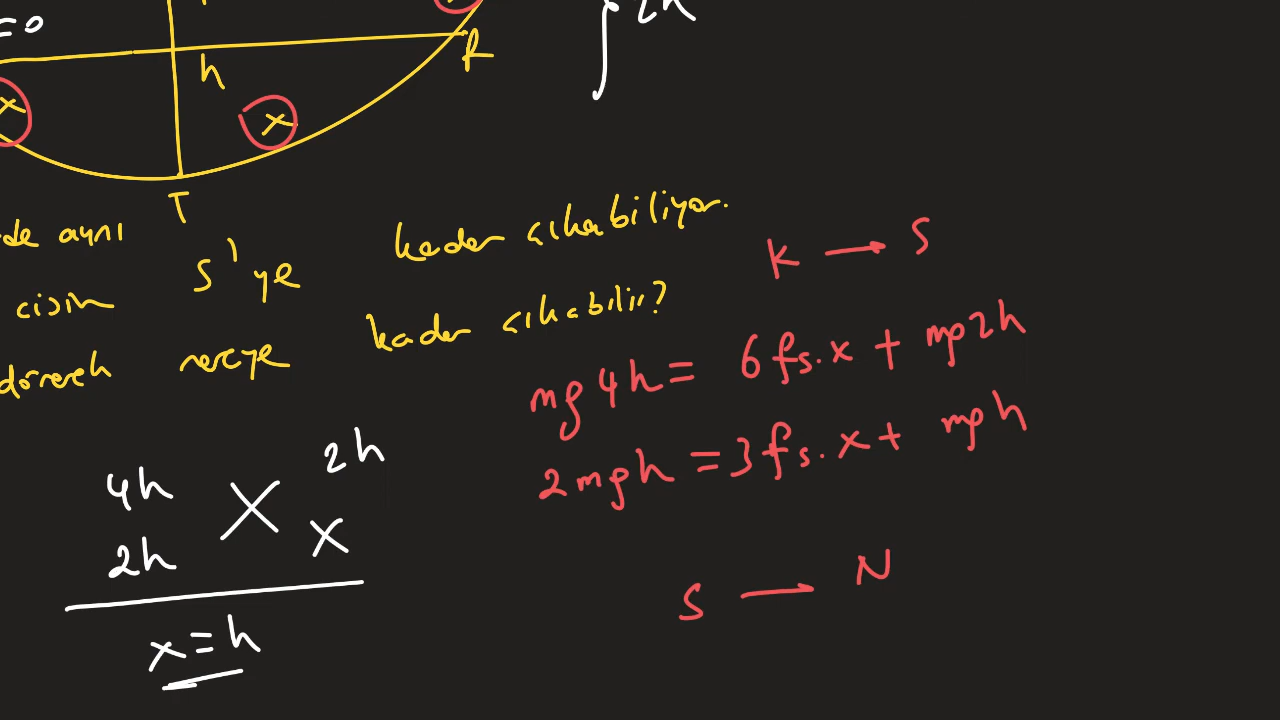 =0
2h
h
R
x
x
T
de aynı S'ye kadar çıkabiliyor.
cisim
dönerek nereye kadar çıkabilir?
K → S
mg4h = 6fs.x + mg2h
2mgh = 3fs.x + mgh
4h 2h
2h x
x = h
S → N